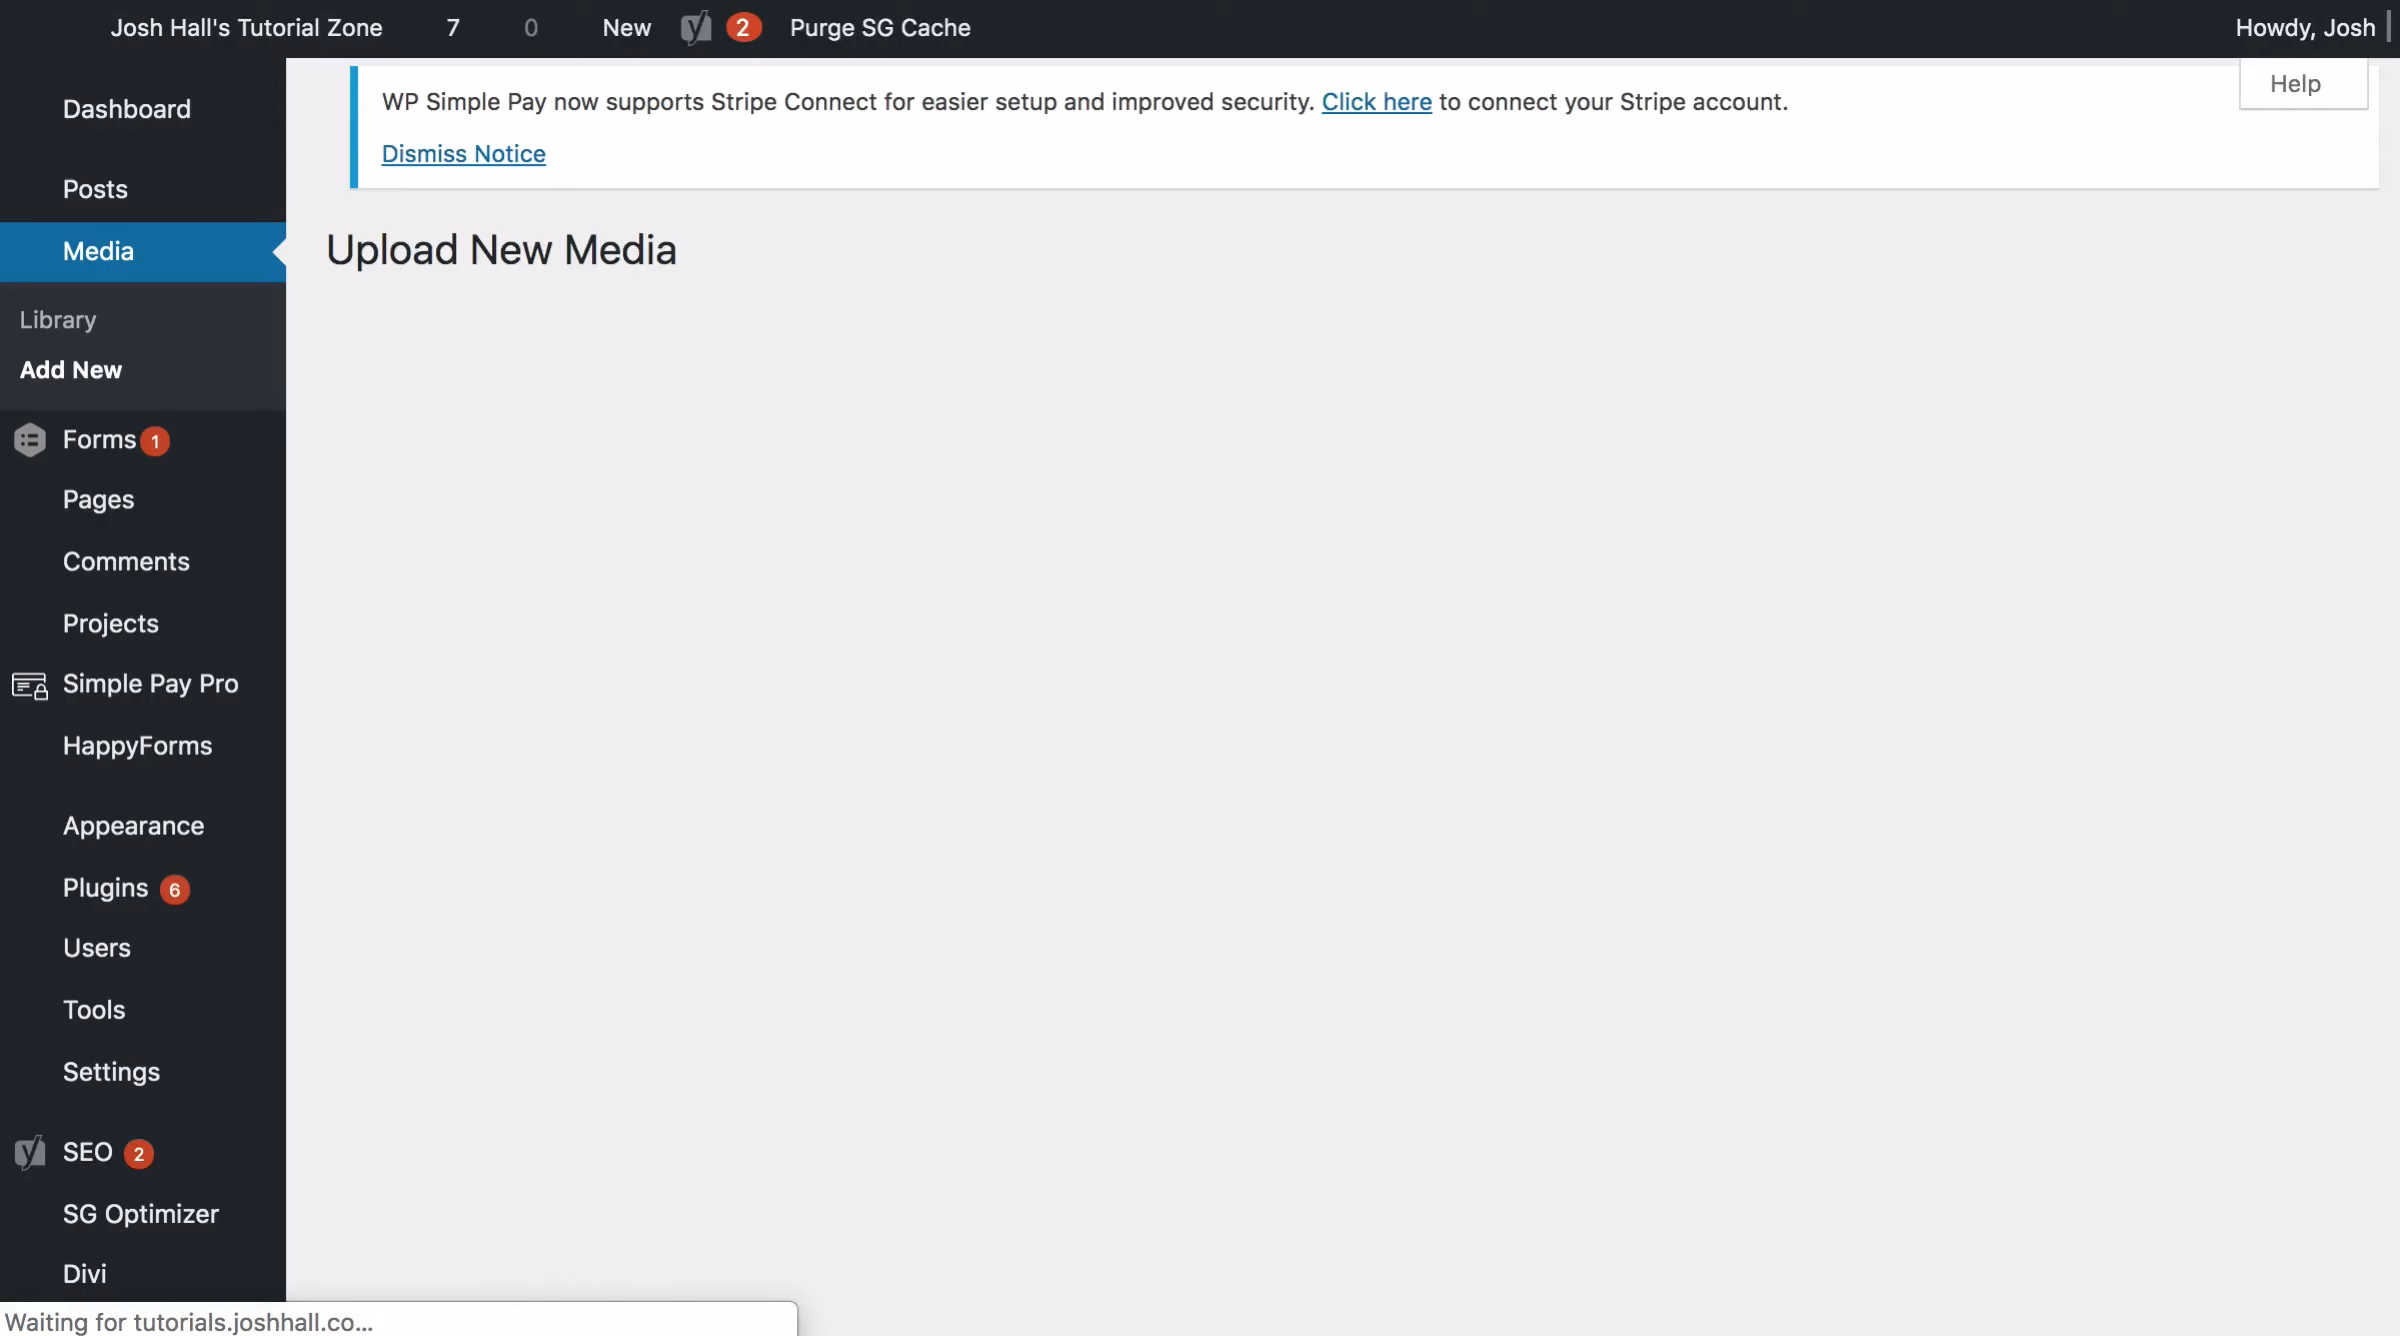 Josh Hall's Tutorial Zone 7 0 New 2 Purge SG Cache Howdy, Josh
Help
WP Simple Pay now supports Stripe Connect for easier setup and improved security. Click here to connect your Stripe account.
Dismiss Notice
Dashboard
Posts
Media
Library
Add New
Forms 1
Pages
Comments
Projects
Simple Pay Pro
HappyForms
Appearance
Plugins 6
Users
Tools
Settings
SEO 2
SG Optimizer
Divi
Upload New Media
Waiting for tutorials.joshhall.co...